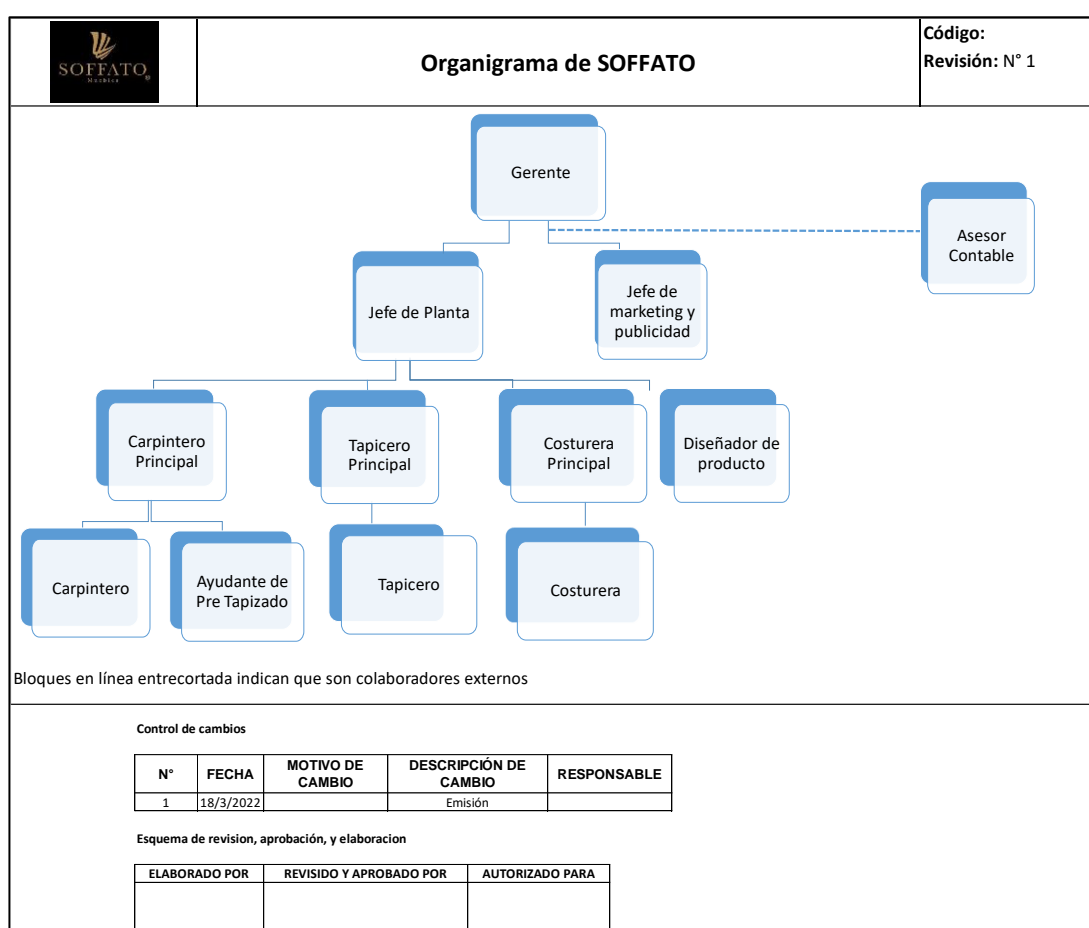 SOFFATO
Muebles
Organigrama de SOFFATO
Código:
Revisión: N° 1
Gerente
Asesor
Contable
Jefe de Planta
Jefe de
marketing y
publicidad
Carpintero
Principal
Tapicero
Principal
Costurera
Principal
Diseñador de
producto
Carpintero
Ayudante de
Pre Tapizado
Tapicero
Costurera
Bloques en línea entrecortada indican que son colaboradores externos
Control de cambios
N° FECHA MOTIVO DE CAMBIO DESCRIPCIÓN DE CAMBIO RESPONSABLE
1 18/3/2022 Emisión
Esquema de revision, aprobación, y elaboracion
ELABORADO POR REVISIDO Y APROBADO POR AUTORIZADO PARA